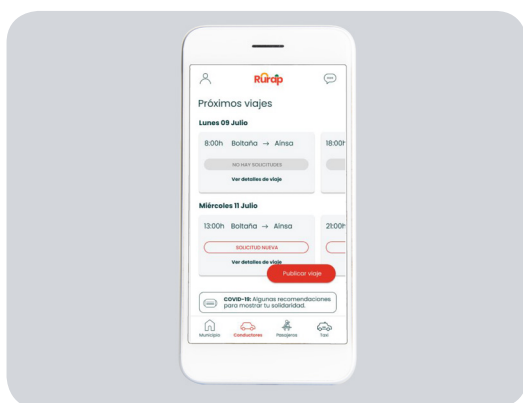 Rürap
Próximos viajes
Lunes 09 Julio
8:00h Boltaña → Aínsa
18:00h
NO HAY SOLICITUDES
Ver detalles de viaje
Miércoles 11 Julio
13:00h Boltaña → Aínsa
21:00h
SOLICITUD NUEVA
Ver detalles de viaje
Publicar viaje
COVID-19: Algunas recomendaciones
para mostrar tu solidaridad.
Municipio Conductores Pasajeros Taxi